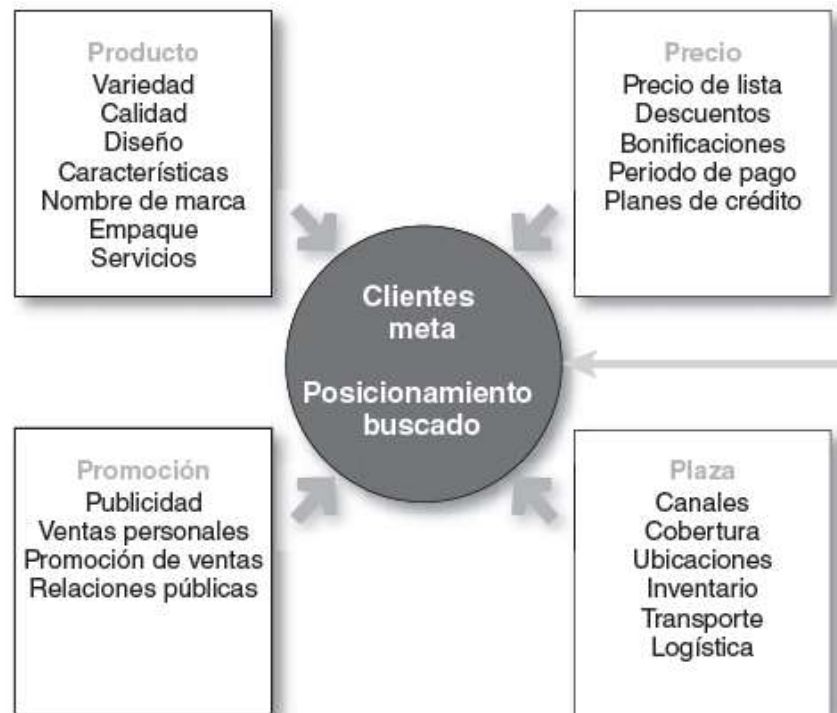 Producto
Variedad
Calidad
Diseño
Características
Nombre de marca
Empaque
Servicios
Precio
Precio de lista
Descuentos
Bonificaciones
Periodo de pago
Planes de crédito
Clientes
meta
Posicionamiento
buscado
Promoción
Publicidad
Ventas personales
Promoción de ventas
Relaciones públicas
Plaza
Canales
Cobertura
Ubicaciones
Inventario
Transporte
Logística